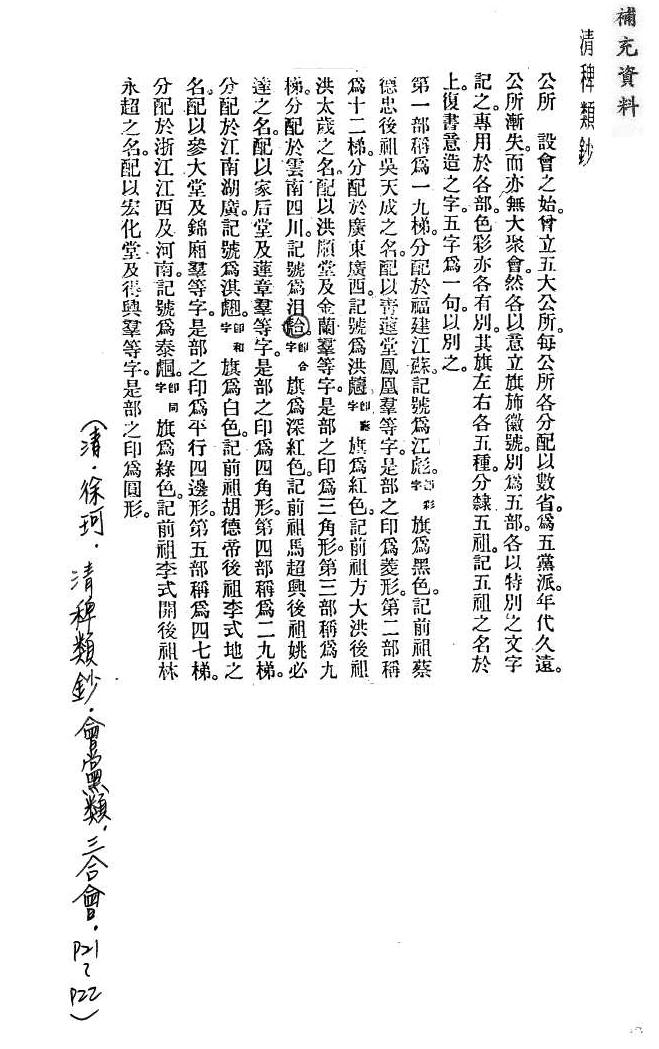 補充資料
清稗類鈔
公所　設會之始。曾立五大公所。每公所各分配以數省。爲五黨派。年代久遠。
公所漸失。而亦無大聚會。然各以意立旗斾徽號。別爲五部。各以特別之文字
記之。專用於各部。色彩亦各有別。其旗左右各五種。分隸五祖。記五祖之名於
上。復書意造之字。五字爲一句。以別之。
第一部稱爲一九梯。分配於福建江蘇。記號爲江彪。卽彩字旗爲黑色。記前祖蔡
德忠後祖吳天成之名。配以靑蓮堂鳳凰羣等字。是部之印爲菱形。第二部稱
爲十二梯。分配於廣東廣西。記號爲洪。字旗爲紅色。記前祖方大洪後祖
洪太歲之名。配以洪順堂及金蘭羣等字。是部之印爲三角形。第三部稱爲九
梯。分配於雲南四川。記號爲汨。卽合字旗爲深紅色。記前祖馬超興後祖姚必
達之名。配以家后堂及蓮章羣等字。是部之印爲四角形。第四部稱爲二九梯。
分配於江南湖廣。記號爲淇。卽和字旗爲白色。記前祖胡德帝後祖李式地之
名。配以參大堂及錦廂羣等字。是部之印爲平行四邊形。第五部稱爲四七梯。
分配於浙江江西及河南。記號爲泰。卽同字旗爲綠色。記前祖李式開後祖林
永超之名。配以宏化堂及得興羣等字。是部之印爲圓形。
（清．徐珂．清稗類鈔．會黨類．三合會．P21~P22）